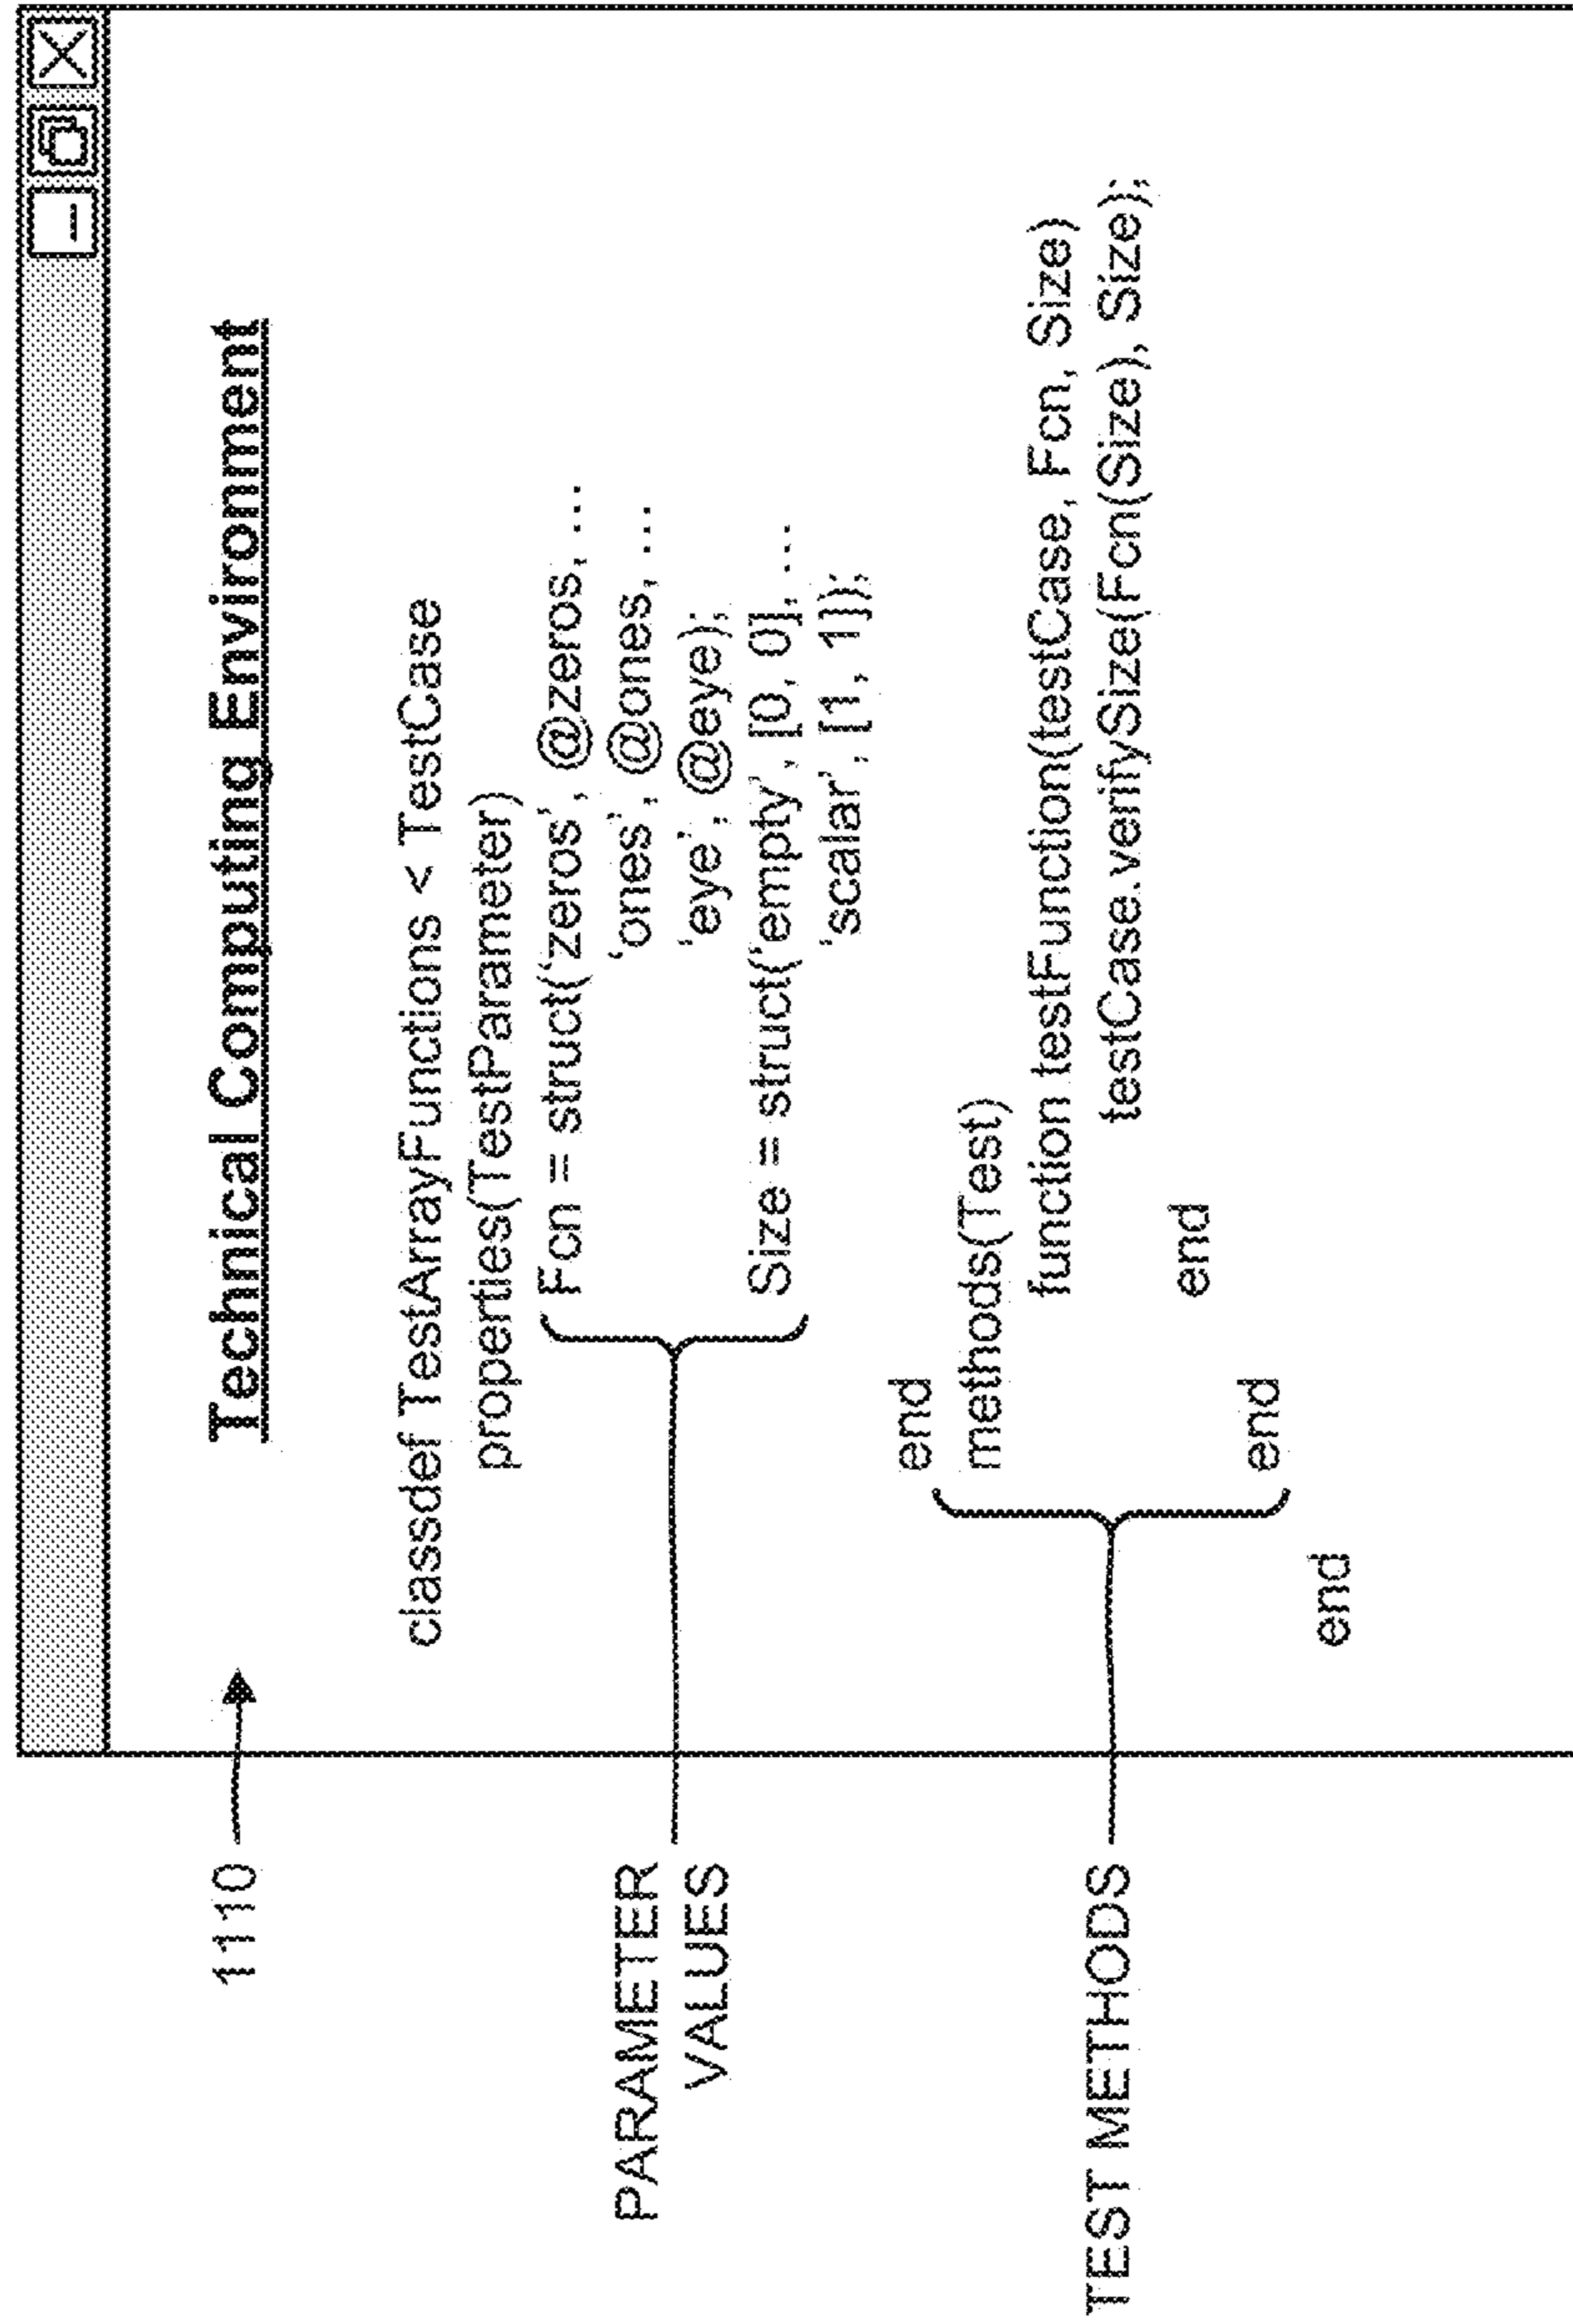 Technical Computing Environment
1110
classdef TestArrayFunctions < TestCase
properties(TestParameter)
Fcn = struct('zeros', @zeros, ...
'ones', @ones, ...
'eye', @eye);
Size = struct('empty', [0, 0], ...
'scalar', [1, 1]);
PARAMETER
VALUES
end
methods(Test)
function testFunction(testCase, Fcn, Size)
testCase.verifySize(Fcn(Size), Size);
end
end
TEST METHODS
end